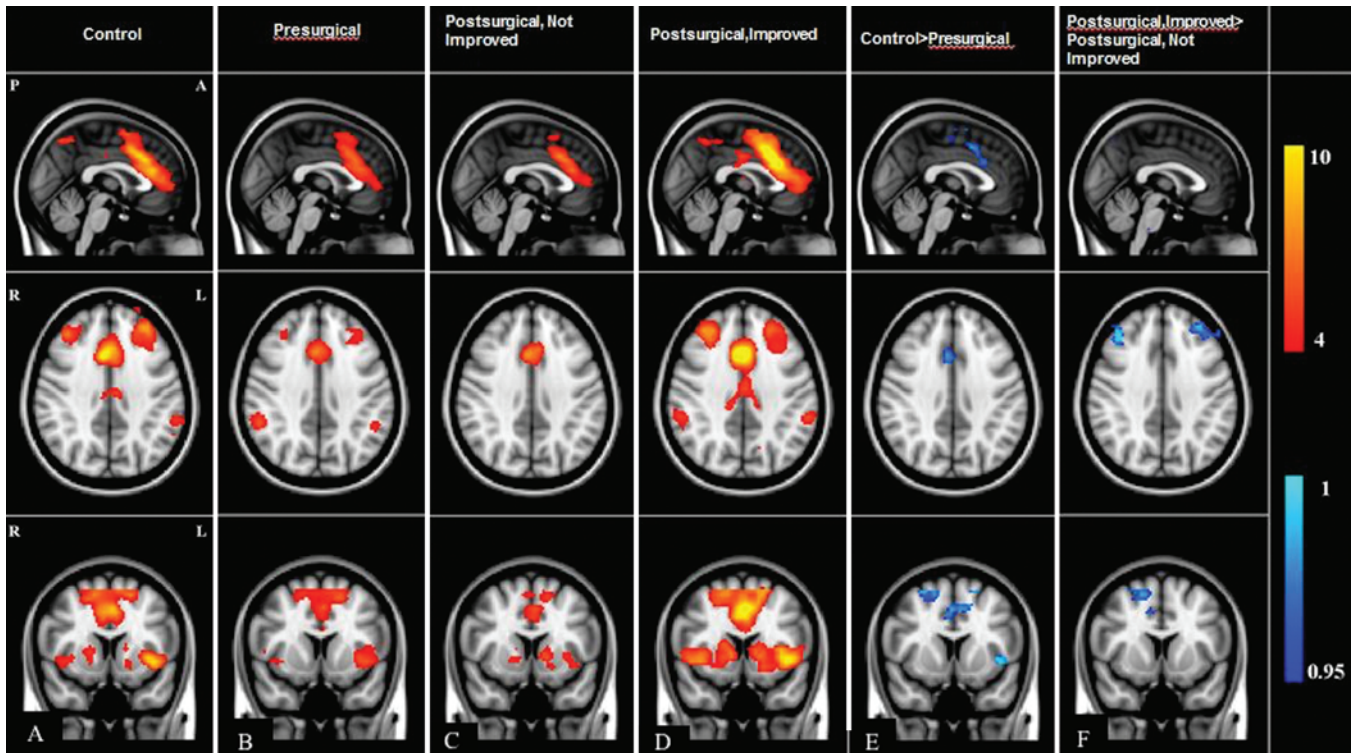 Control
Presurgical
Postsurgical, Not
Improved
Postsurgical,Improved
Control>Presurgical
Postsurgical,Improved>
Postsurgical, Not
Improved
P A
10
4
R L
1
0.95
R L
A B C D E F